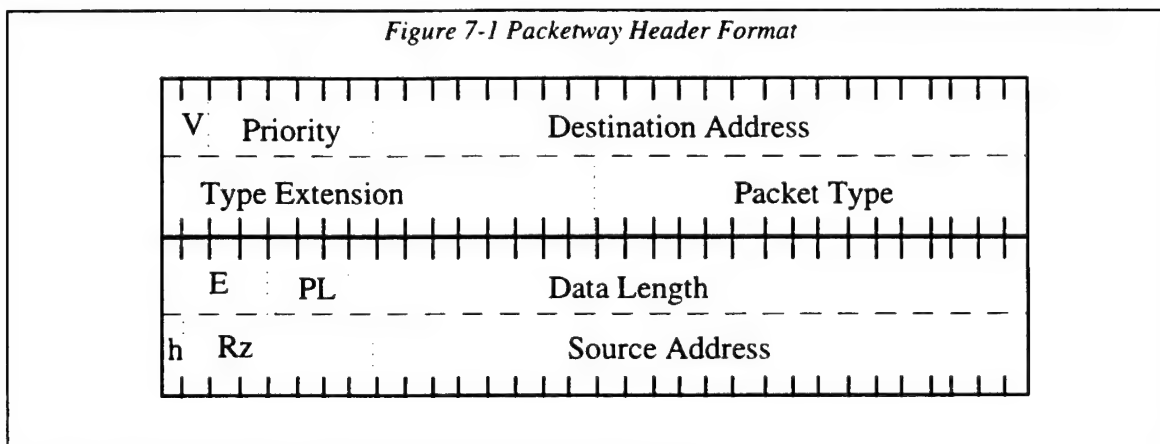 Figure 7-1 Packetway Header Format
V Priority Destination Address
Type Extension Packet Type
E PL Data Length
h Rz Source Address